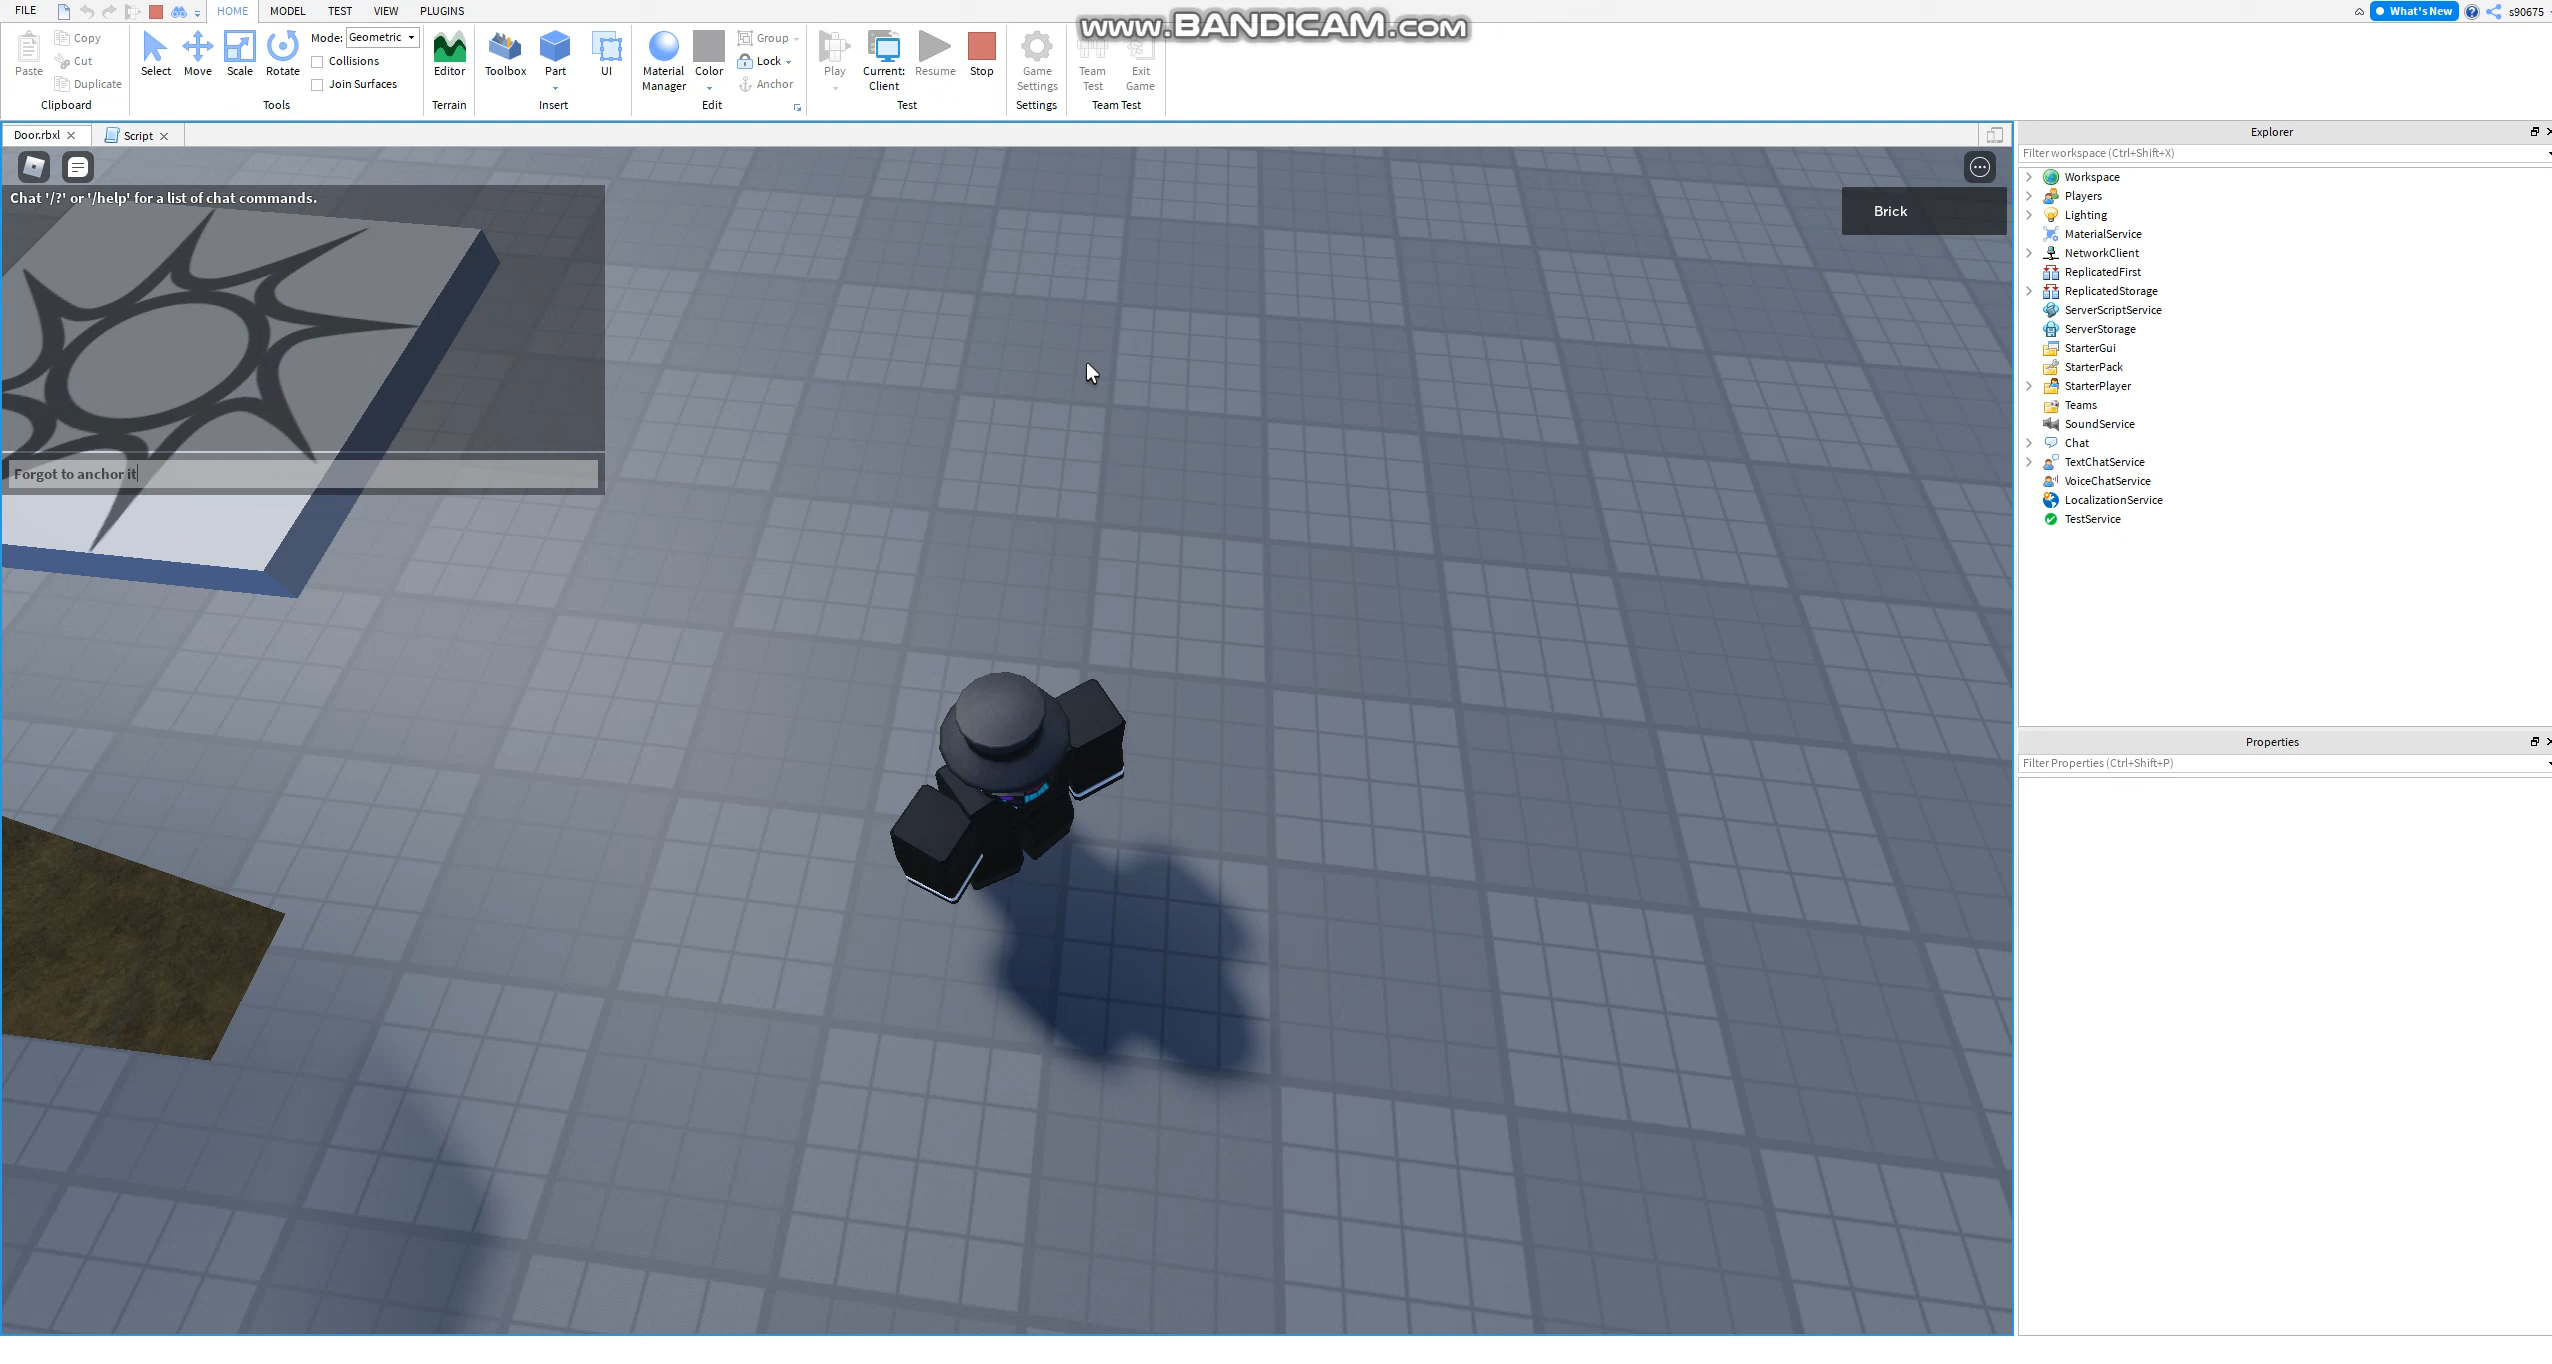 FILE
HOME
MODEL
TEST
VIEW
PLUGINS
www.BANDICAM.com
What's New
s90675
Paste
Copy
Cut
Duplicate
Clipboard
Select
Move
Scale
Rotate
Mode: Geometric
Collisions
Join Surfaces
Tools
Editor
Terrain
Toolbox
Part
UI
Insert
Material
Manager
Color
Group
Lock
Anchor
Edit
Play
Current:
Client
Resume
Stop
Test
Game
Settings
Settings
Team
Test
Exit
Game
Team Test
Door.rbxl
Script
Chat '/?' or '/help' for a list of chat commands.
Forgot to anchor it
Brick
Explorer
Filter workspace (Ctrl+Shift+X)
Workspace
Players
Lighting
MaterialService
NetworkClient
ReplicatedFirst
ReplicatedStorage
ServerScriptService
ServerStorage
StarterGui
StarterPack
StarterPlayer
Teams
SoundService
Chat
TextChatService
VoiceChatService
LocalizationService
TestService
Properties
Filter Properties (Ctrl+Shift+P)